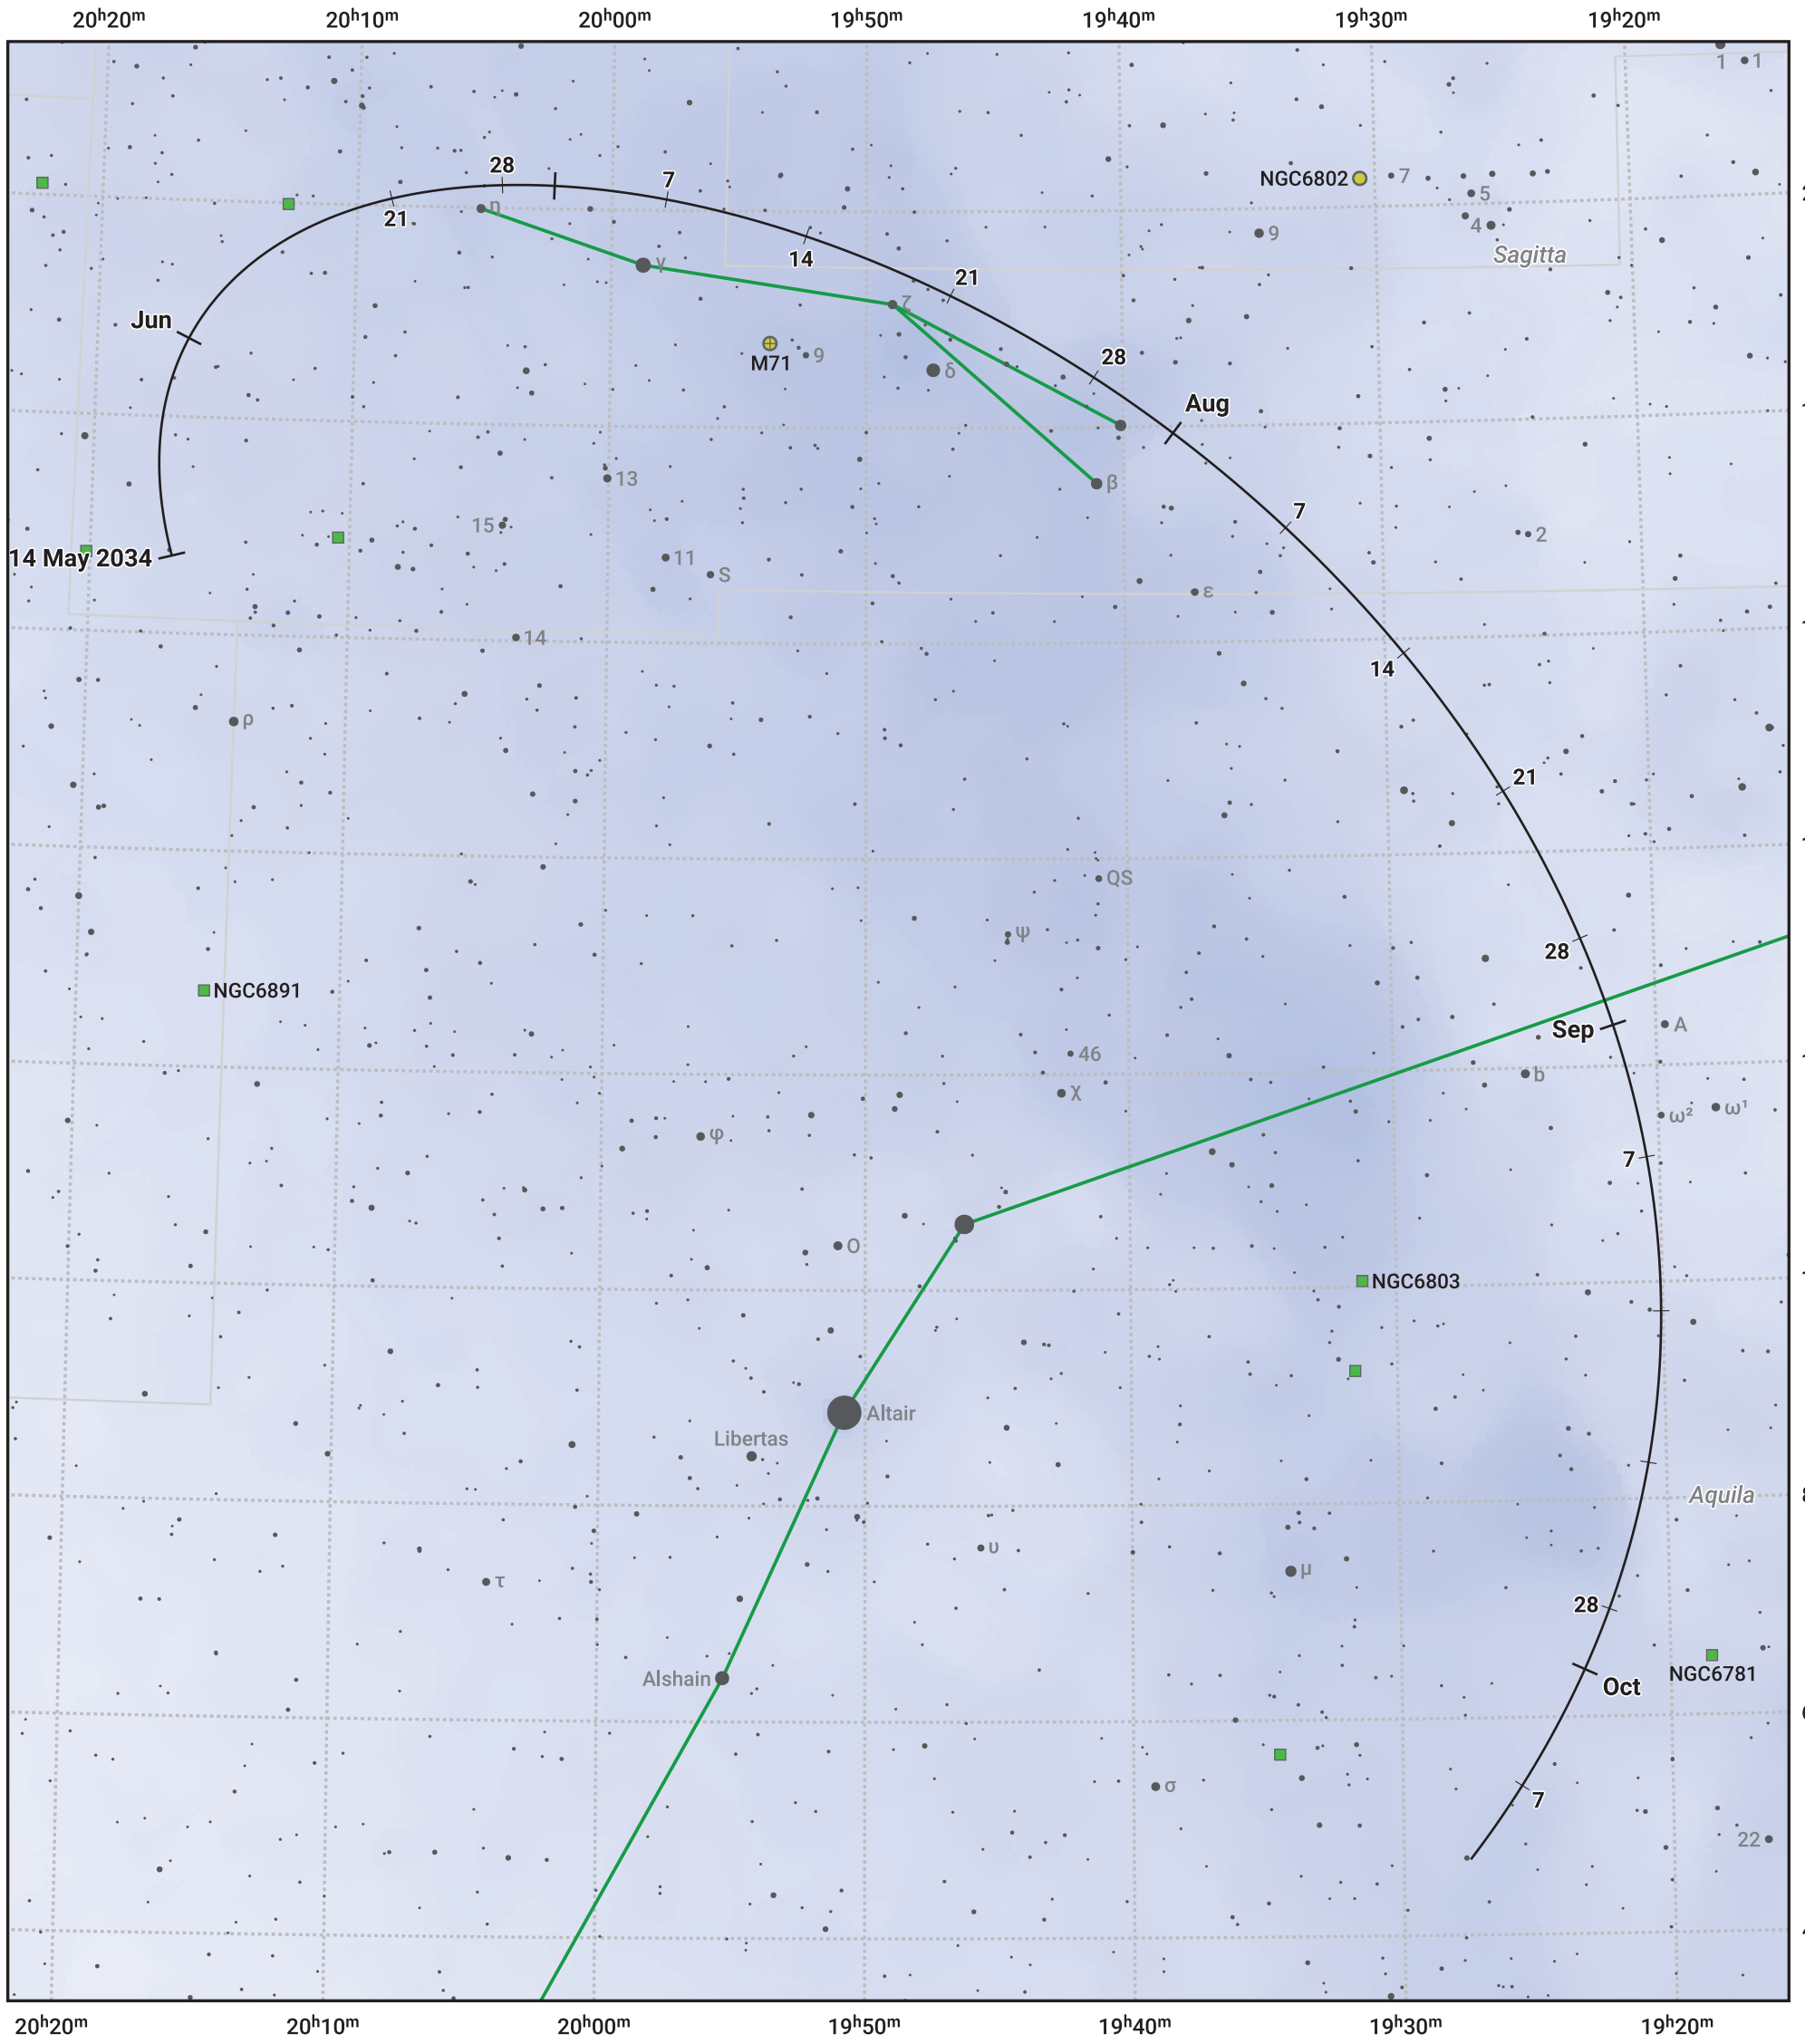 20ʰ20ᵐ 20ʰ10ᵐ 20ʰ00ᵐ 19ʰ50ᵐ 19ʰ40ᵐ 19ʰ30ᵐ 19ʰ20ᵐ
1 1
28
7
NGC6802 7
η
21
5
4
9
14
Sagitta
γ
21
ζ
Jun
9
M71
δ
28
Aug
13
β
15
7
2
14 May 2034
11
S
ε
14
14
ρ
21
QS
ψ
28
NGC6891
Sep
A
46
b
χ
ω² ω¹
φ
7
O
NGC6803
Altair
Libertas
Aquila
υ
μ
τ
28
Alshain
NGC6781
Oct
σ
7
22
20ʰ20ᵐ 20ʰ10ᵐ 20ʰ00ᵐ 19ʰ50ᵐ 19ʰ40ᵐ 19ʰ30ᵐ 19ʰ20ᵐ